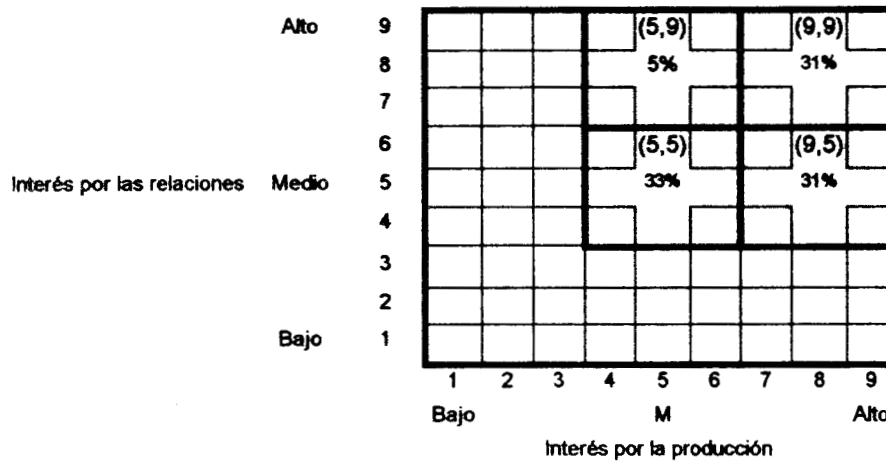 Alto 9 (5,9) (9,9)
8 5% 31%
7
6 (5,5) (9,5)
Interés por las relaciones Medio 5 33% 31%
4
3
2
Bajo 1
1 2 3 4 5 6 7 8 9
Bajo M Alto
Interés por la producción